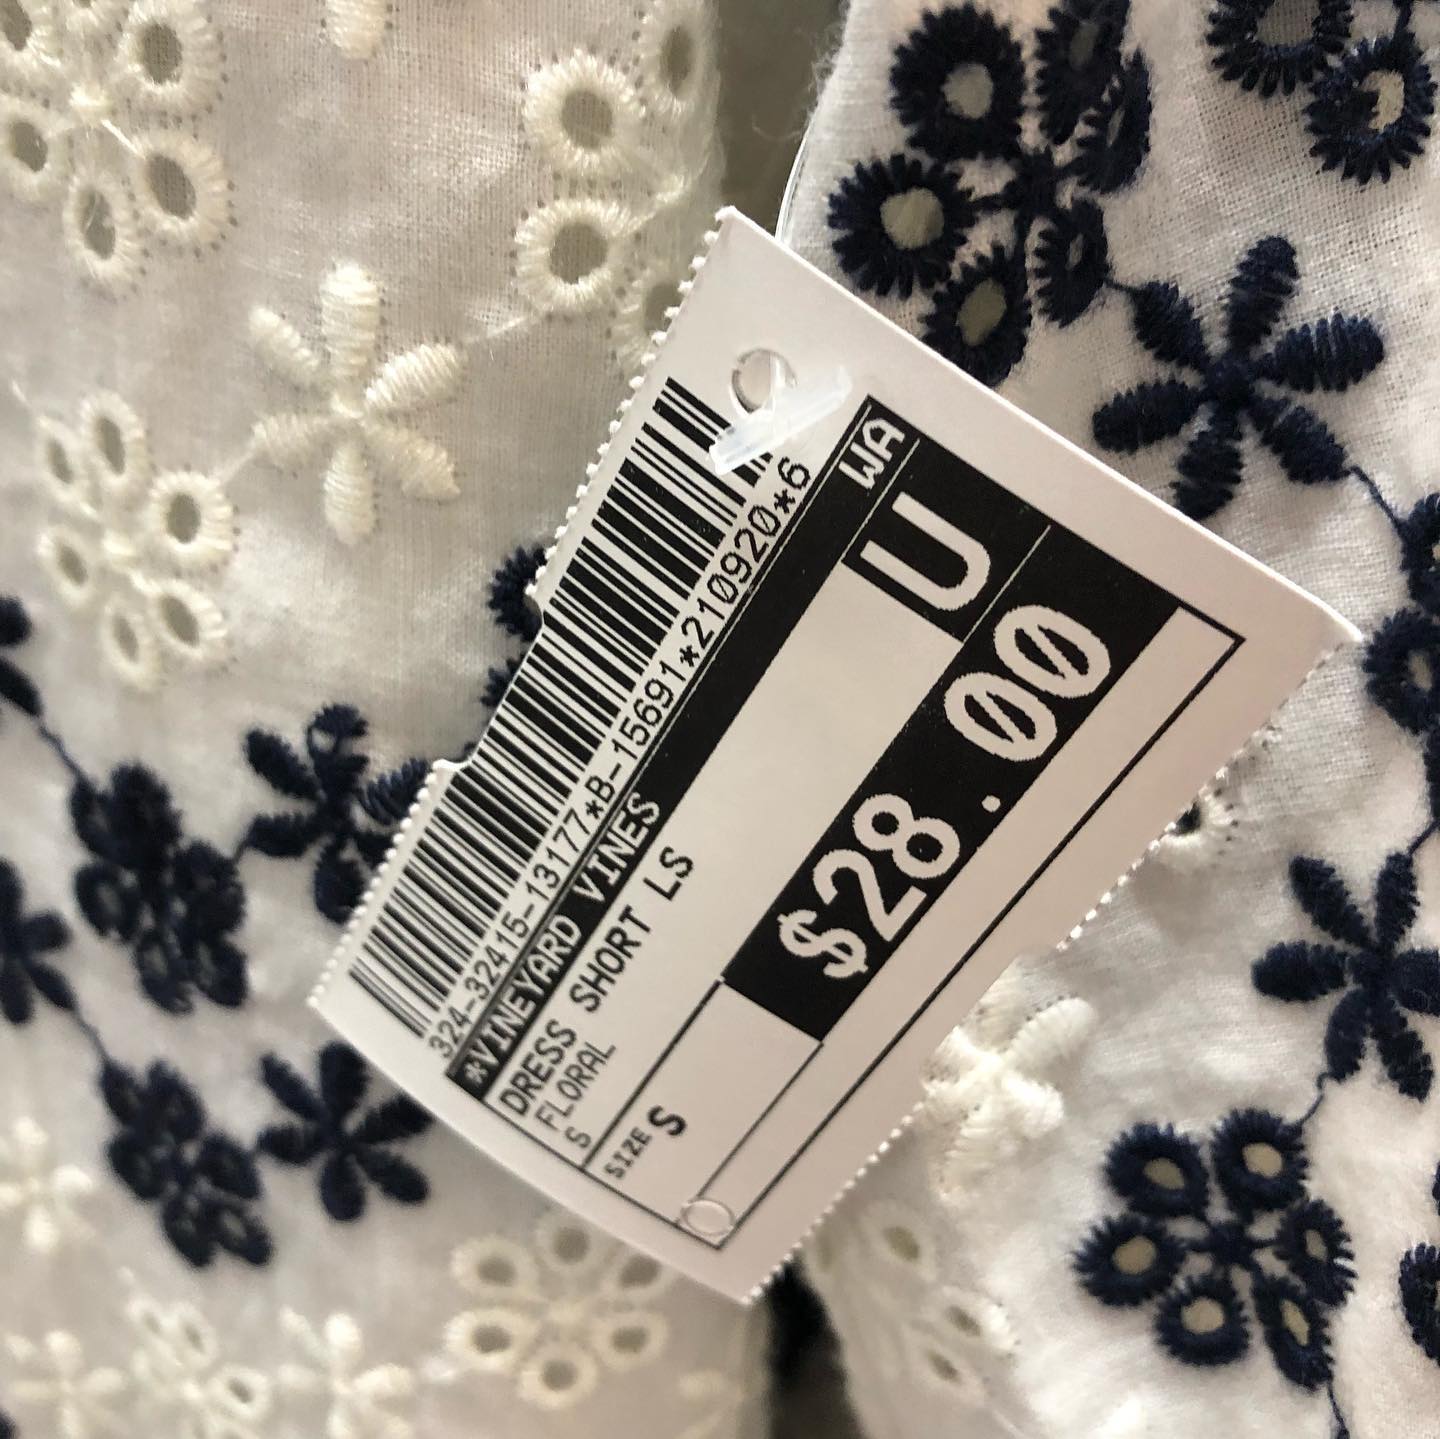 324-32415-13177*B-15691*210920*6
*VINEYARD VINES WA
DRESS SHORT LS U
FLORAL
S
SIZE S $28.00